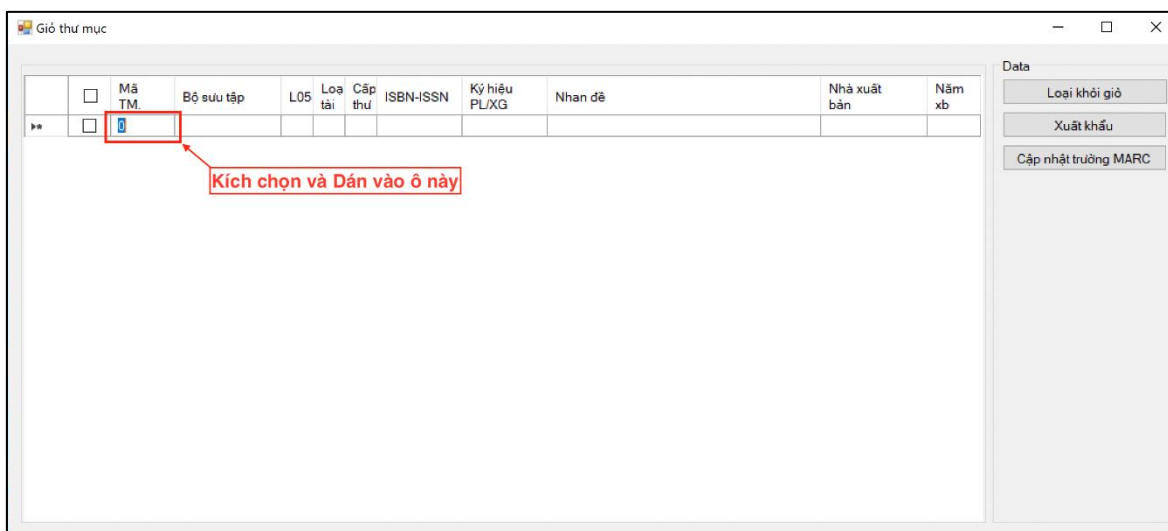 Giỏ thư mục
Data
Mã TM. Bộ sưu tập L05 Loạ tài Cấp thư ISBN-ISSN Ký hiệu PL/XG Nhan đề Nhà xuất bản Năm xb
0
Kích chọn và Dán vào ô này
Loại khỏi giỏ
Xuất khẩu
Cập nhật trường MARC